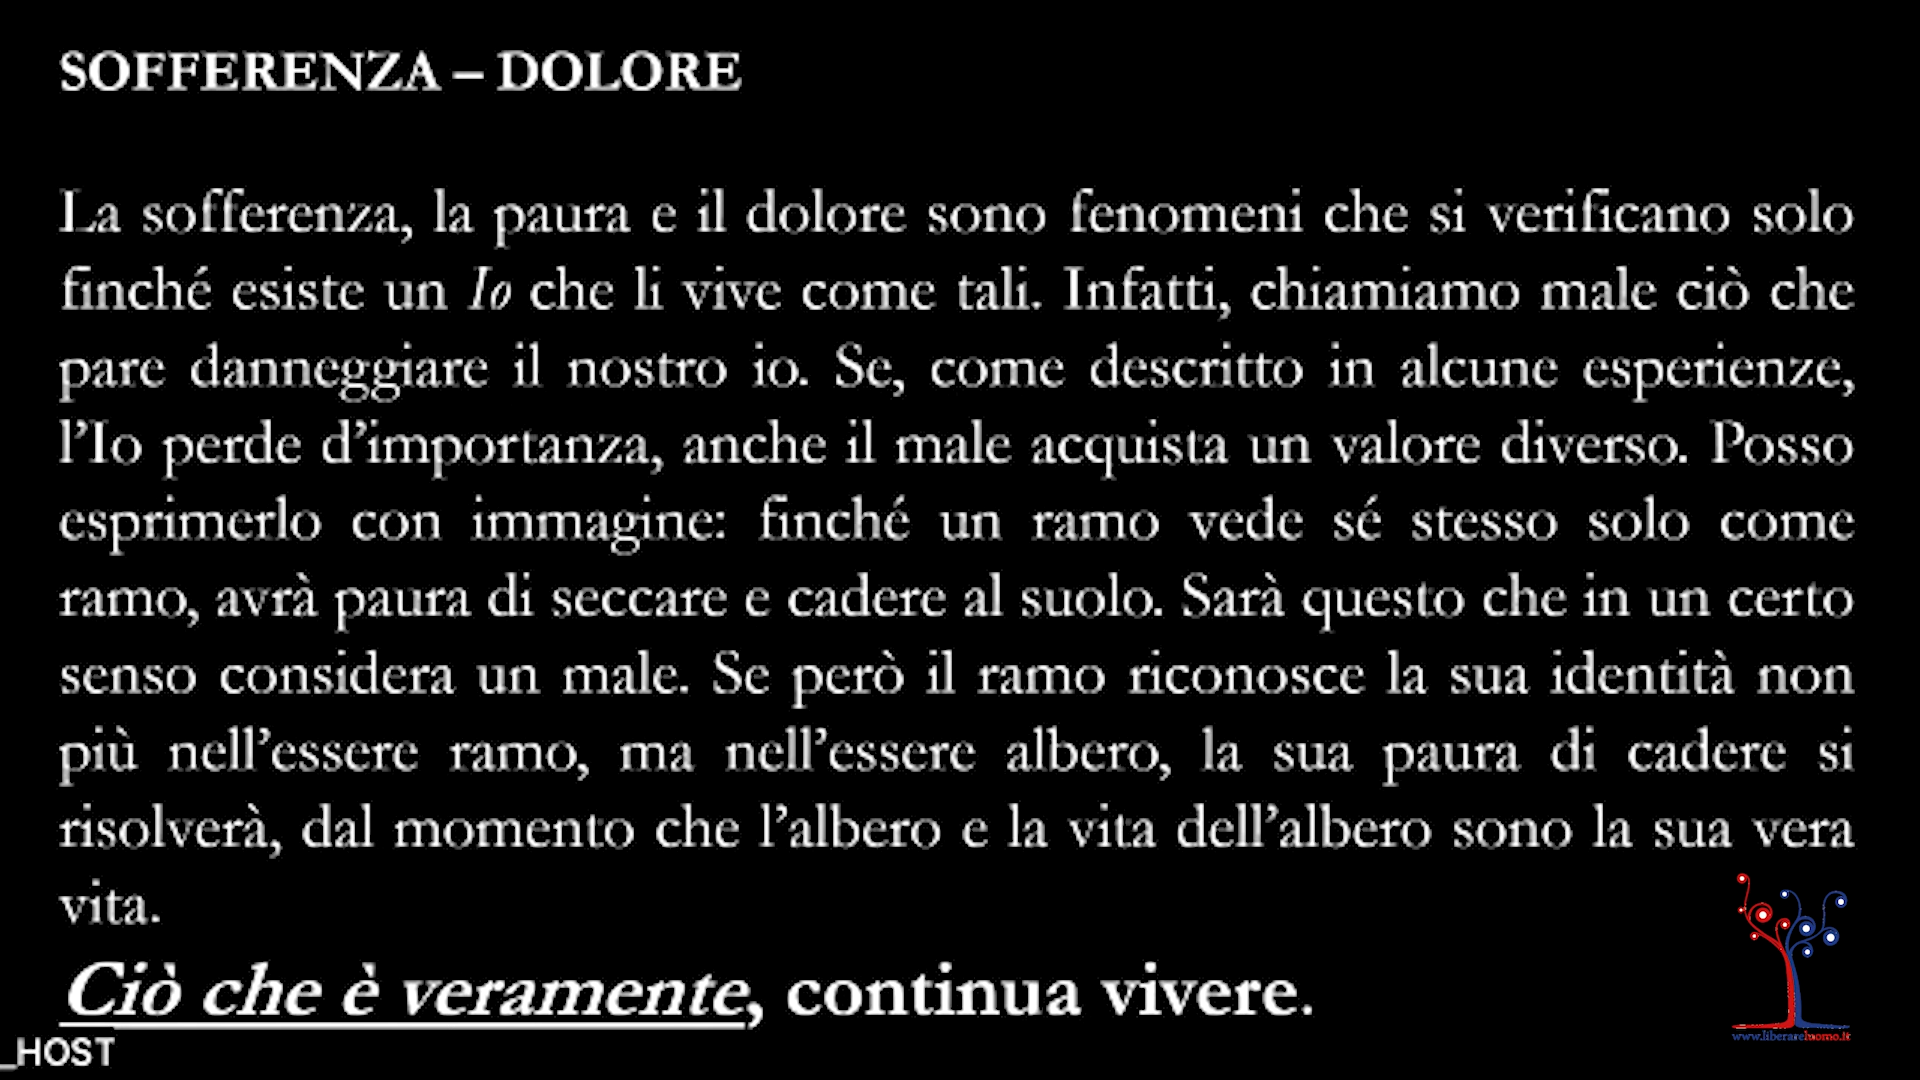 SOFFERENZA – DOLORE
La sofferenza, la paura e il dolore sono fenomeni che si verificano solo
finché esiste un Io che li vive come tali. Infatti, chiamiamo male ciò che
pare danneggiare il nostro io. Se, come descritto in alcune esperienze,
l’Io perde d’importanza, anche il male acquista un valore diverso. Posso
esprimerlo con immagine: finché un ramo vede sé stesso solo come
ramo, avrà paura di seccare e cadere al suolo. Sarà questo che in un certo
senso considera un male. Se però il ramo riconosce la sua identità non
più nell’essere ramo, ma nell’essere albero, la sua paura di cadere si
risolverà, dal momento che l’albero e la vita dell’albero sono la sua vera
vita.
Ciò che è veramente, continua vivere.
_HOST
www.liberareluomo.it